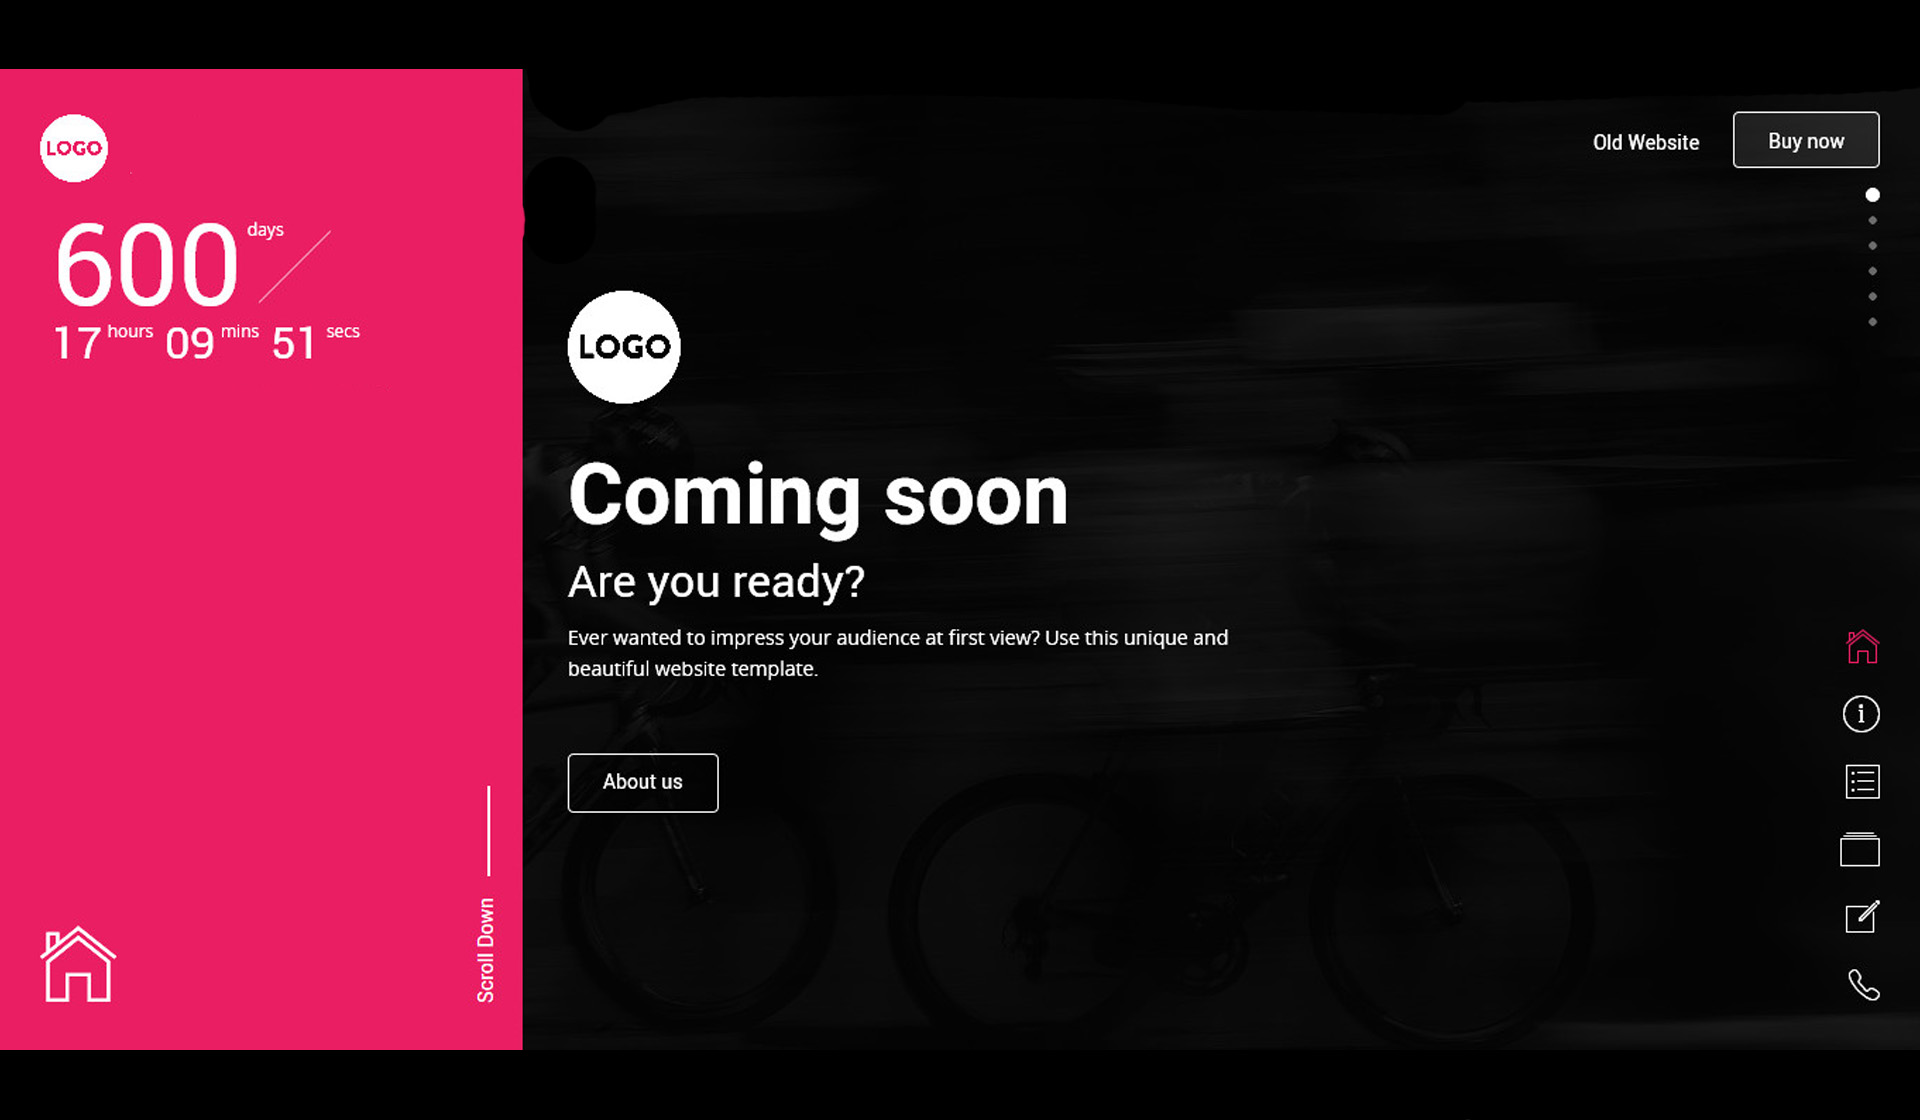 LOGO
600 days
17 hours 09 mins 51 secs
Scroll Down
Old Website
Buy now
LOGO
Coming soon
Are you ready?
Ever wanted to impress your audience at first view? Use this unique and
beautiful website template.
About us